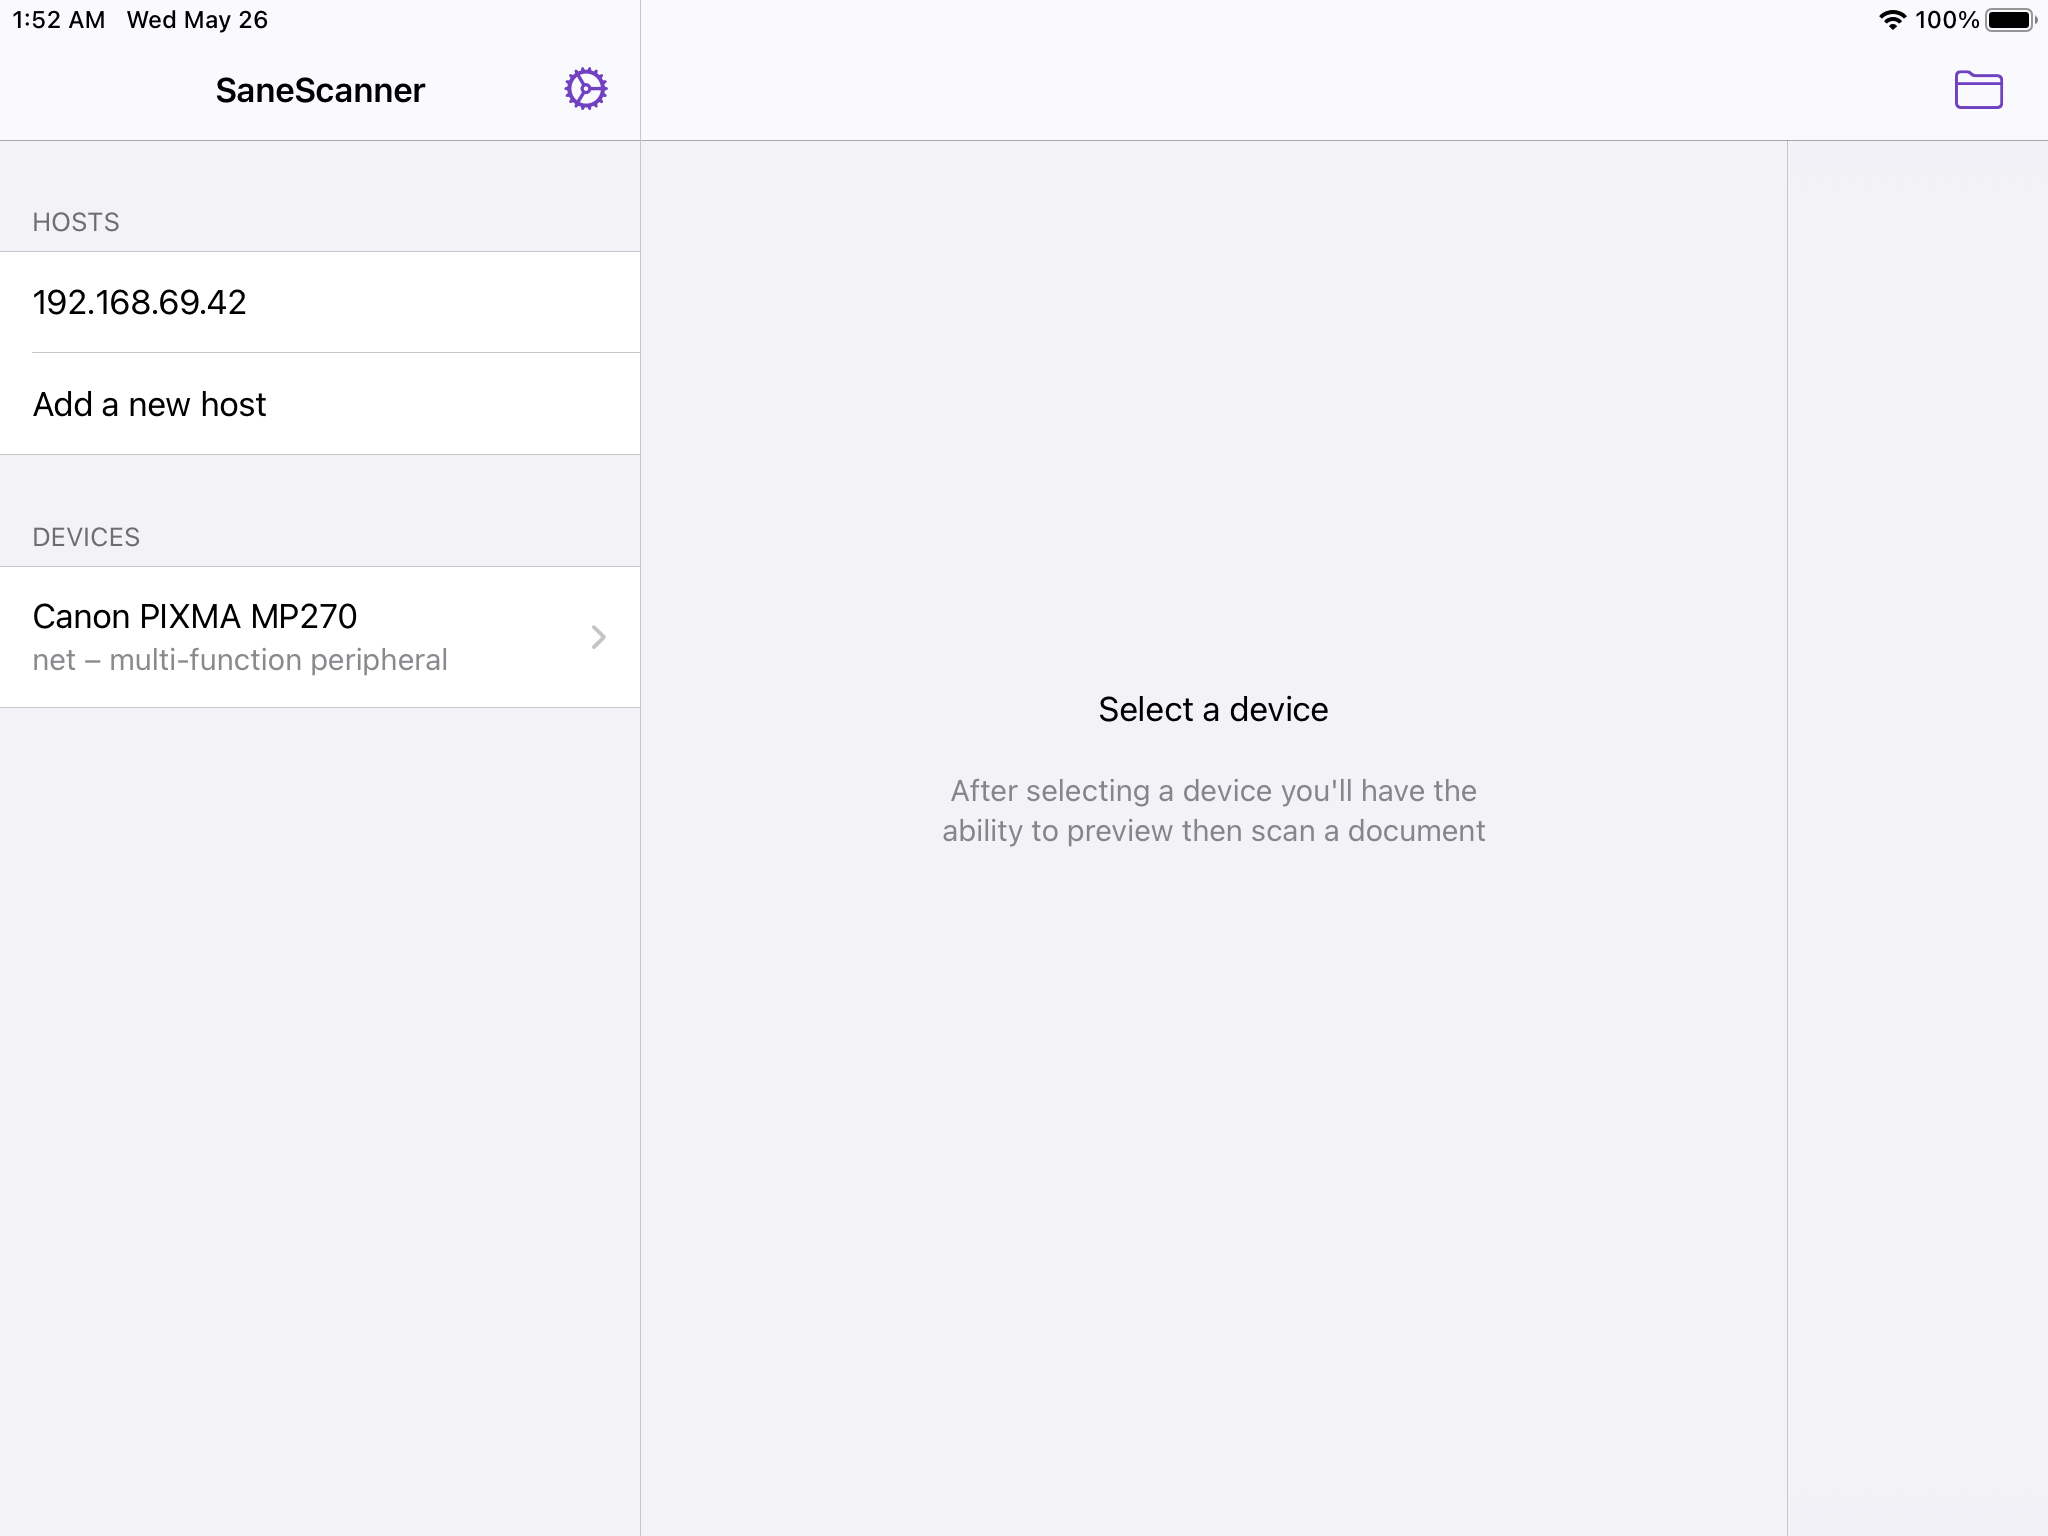 1:52 AM Wed May 26
100%
SaneScanner
HOSTS
192.168.69.42
Add a new host
DEVICES
Canon PIXMA MP270
net – multi-function peripheral
Select a device
After selecting a device you'll have the
ability to preview then scan a document